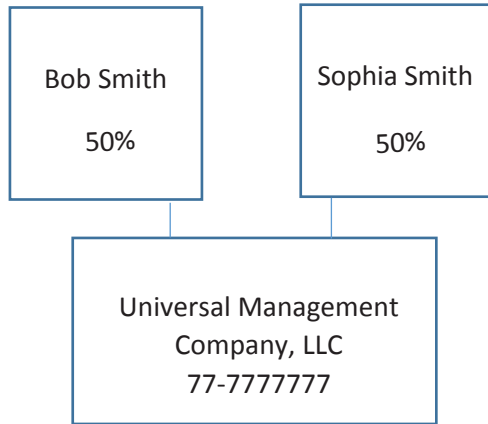 Bob Smith
50%
Sophia Smith
50%
Universal Management
Company, LLC
77-7777777